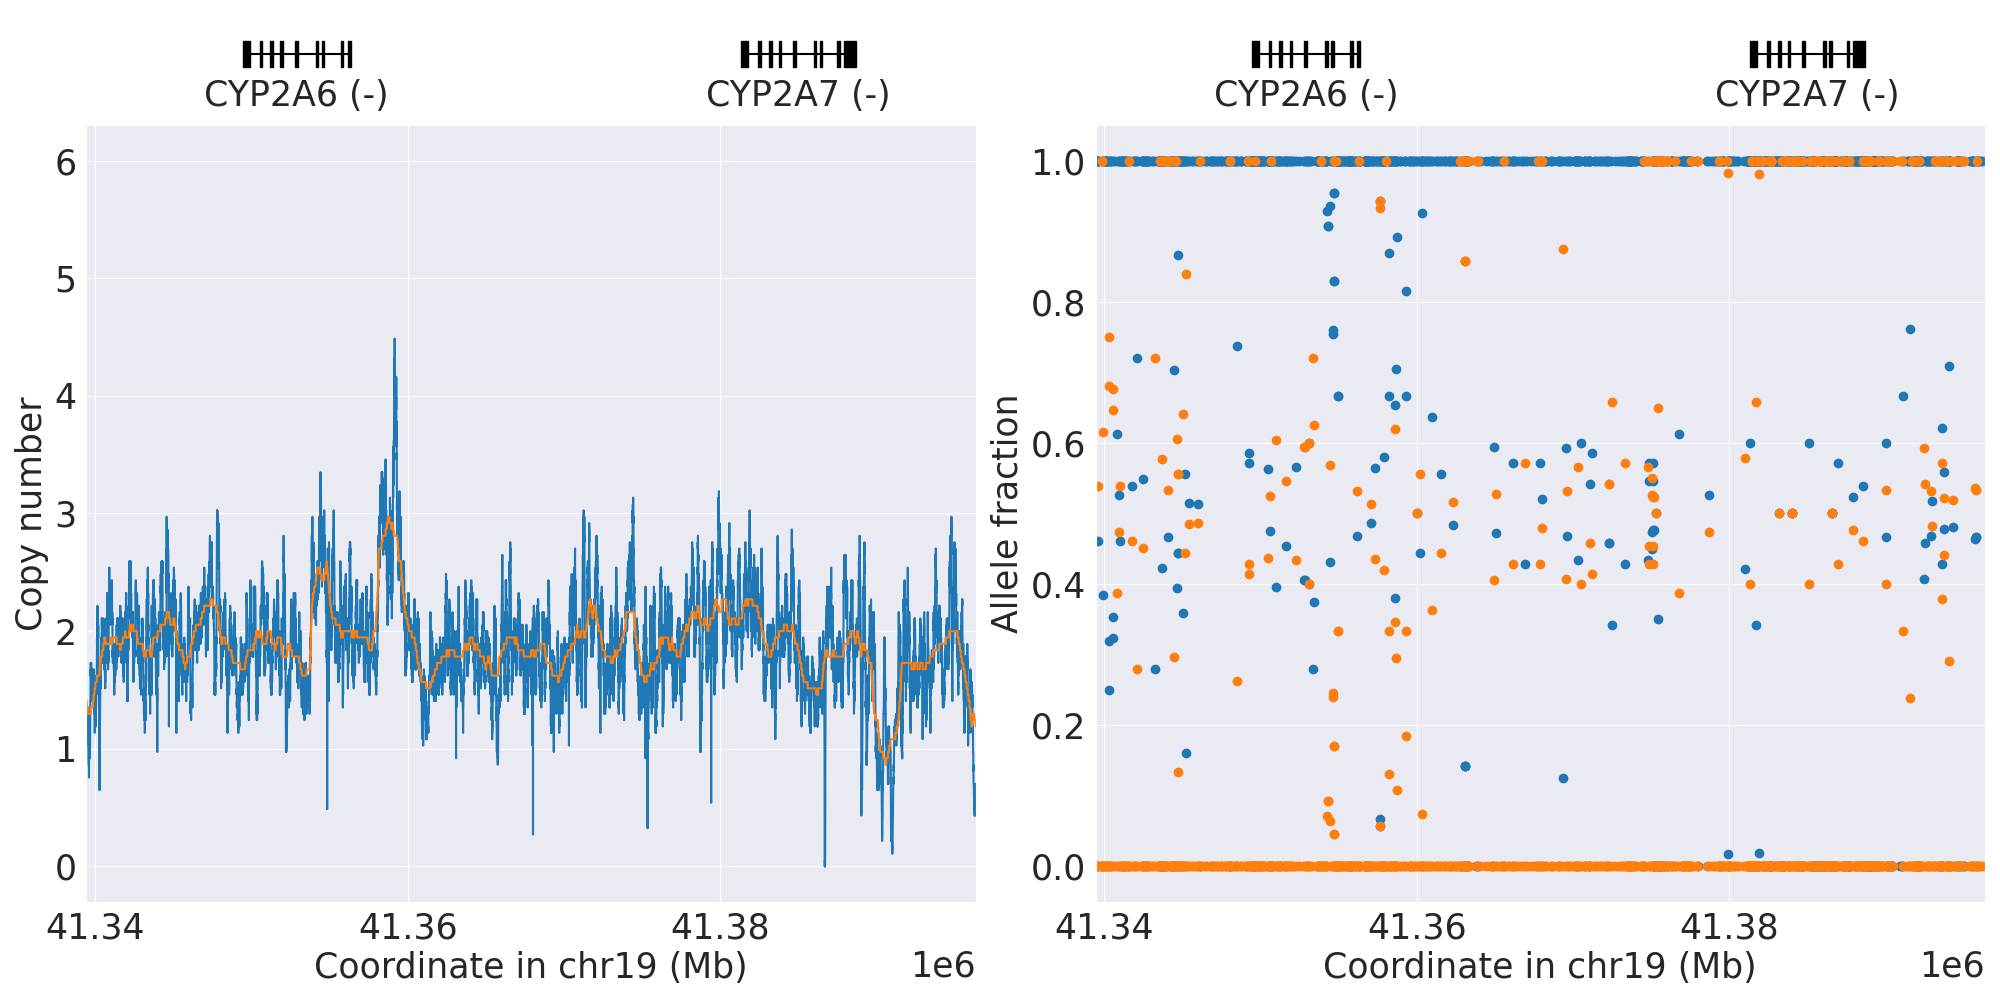 CYP2A6 (-)
CYP2A7 (-)
6
5
4
3
2
1
0
Copy number
41.34
41.36
41.38
Coordinate in chr19 (Mb)
1e6
CYP2A6 (-)
CYP2A7 (-)
1.0
0.8
0.6
0.4
0.2
0.0
Allele fraction
41.34
41.36
41.38
Coordinate in chr19 (Mb)
1e6